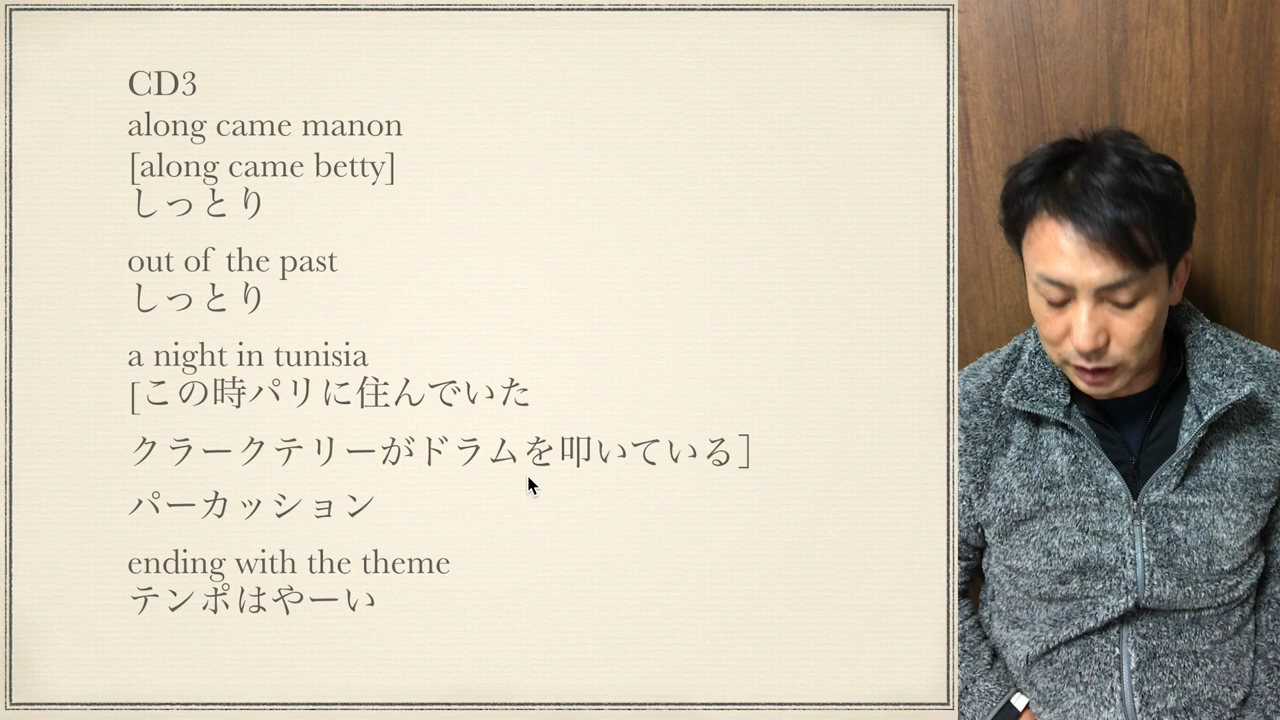 CD3
along came manon
[along came betty]
しっとり
out of the past
しっとり
a night in tunisia
[この時パリに住んでいた
クラークテリーがドラムを叩いている］
パーカッション
ending with the theme
テンポはやーい